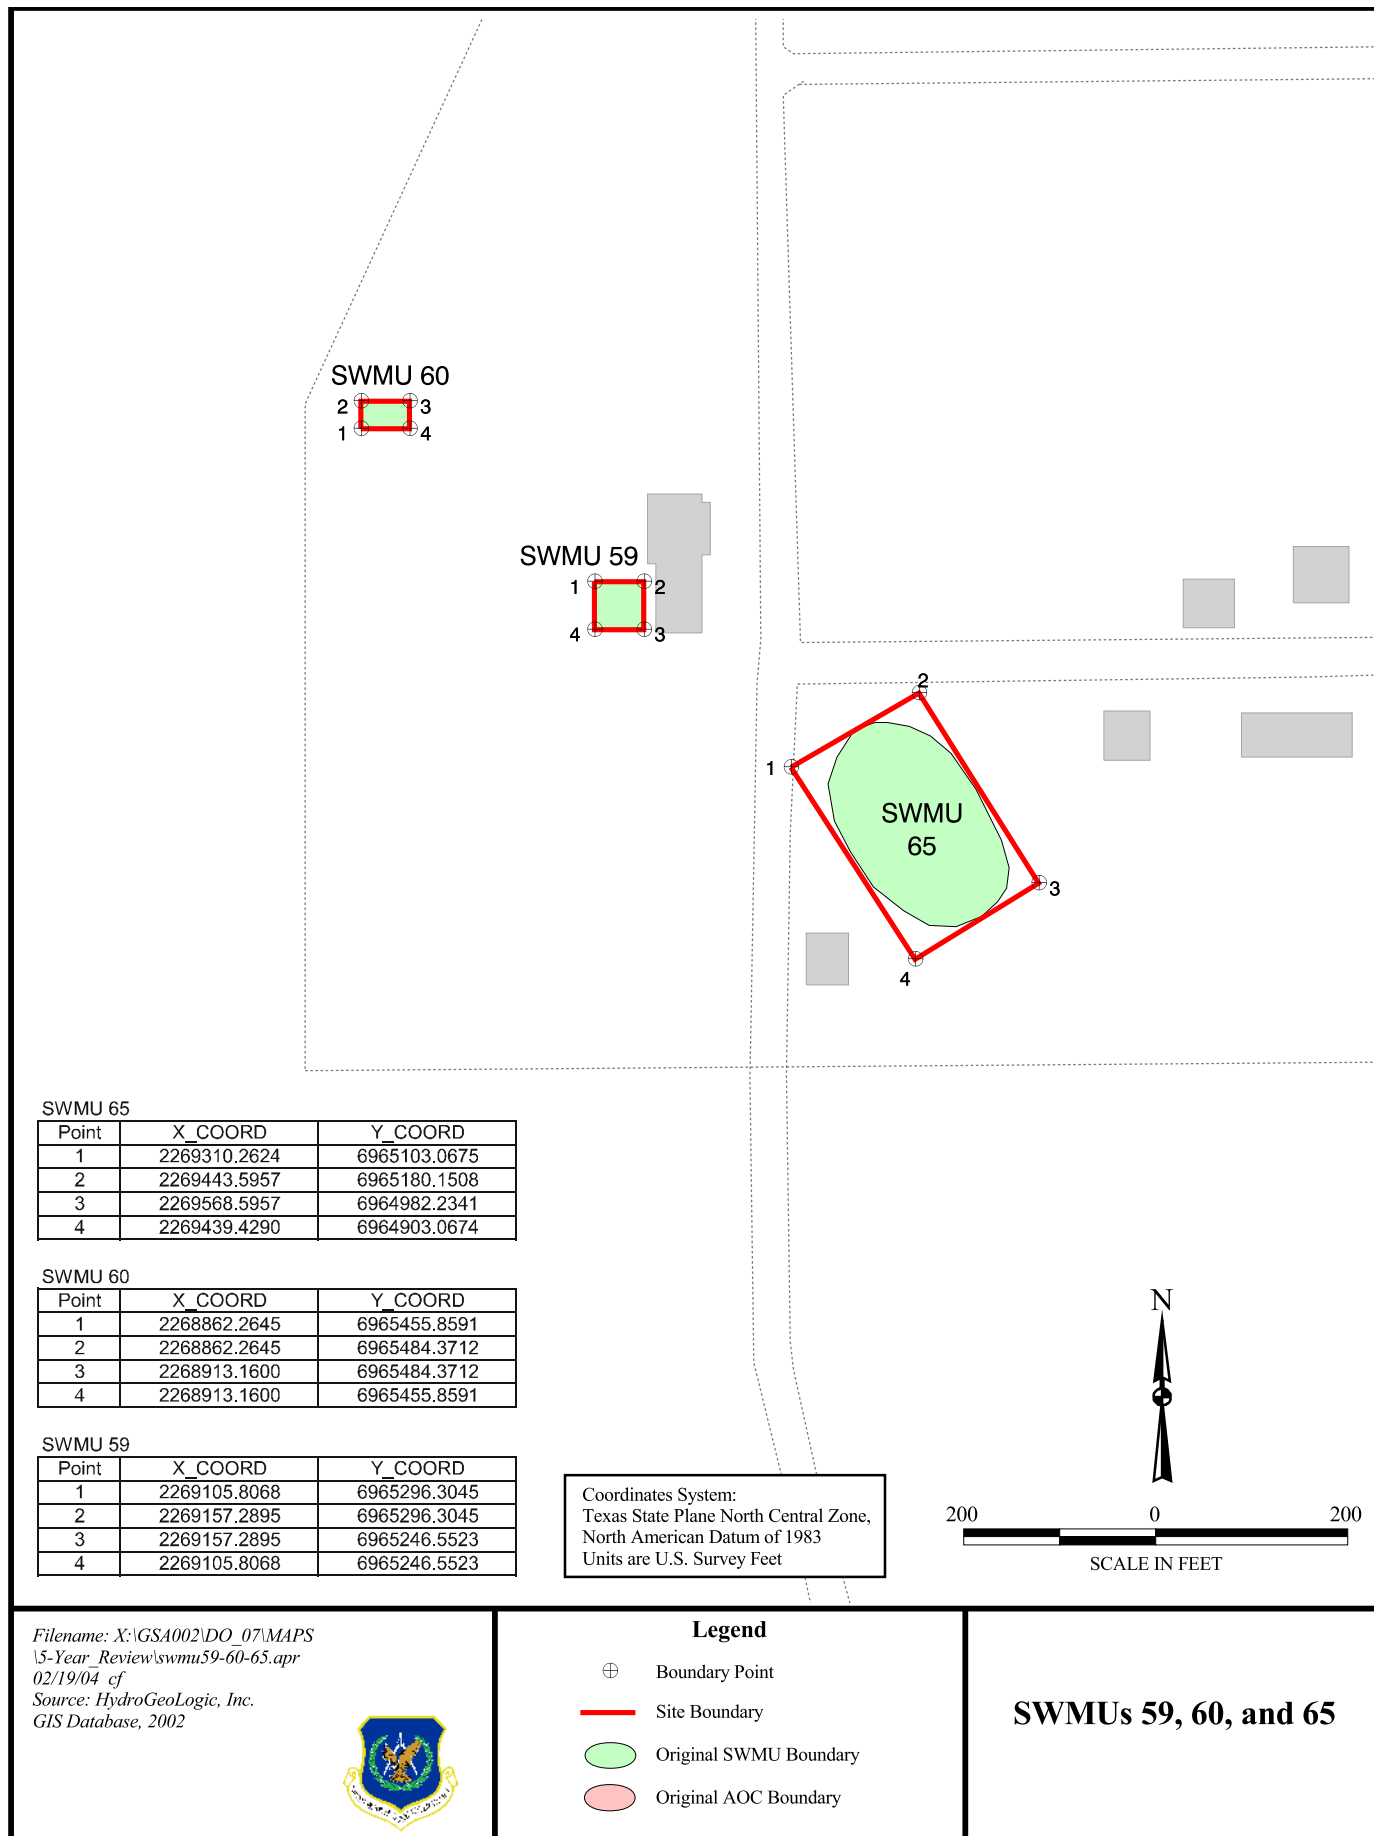 SWMU 60
2 3
1 4
SWMU 59
1 2
4 3
2
1
SWMU
65
3
4
SWMU 65
Point X_COORD Y_COORD
1 2269310.2624 6965103.0675
2 2269443.5957 6965180.1508
3 2269568.5957 6964982.2341
4 2269439.4290 6964903.0674
SWMU 60
Point X_COORD Y_COORD
1 2268862.2645 6965455.8591
2 2268862.2645 6965484.3712
3 2268913.1600 6965484.3712
4 2268913.1600 6965455.8591
SWMU 59
Point X_COORD Y_COORD
1 2269105.8068 6965296.3045
2 2269157.2895 6965296.3045
3 2269157.2895 6965246.5523
4 2269105.8068 6965246.5523
Coordinates System:
Texas State Plane North Central Zone,
North American Datum of 1983
Units are U.S. Survey Feet
N
200 0 200
SCALE IN FEET
Filename: X:\GSA002\DO_07\MAPS
\5-Year_Review\swmu59-60-65.apr
02/19/04 cf
Source: HydroGeoLogic, Inc.
GIS Database, 2002
Legend
Boundary Point
Site Boundary
Original SWMU Boundary
Original AOC Boundary
SWMUs 59, 60, and 65